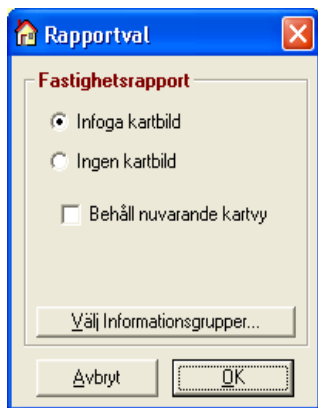 Rapportval
Fastighetsrapport
Infoga kartbild
Ingen kartbild
Behåll nuvarande kartvy
Välj Informationsgrupper...
Avbryt OK